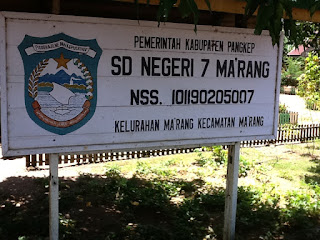 PEMERINTAH KABUPATEN PANGKEP
SD NEGERI 7 MA'RANG
NSS. 101190205007
KELURAHAN MA'RANG KECAMATAN MA'RANG